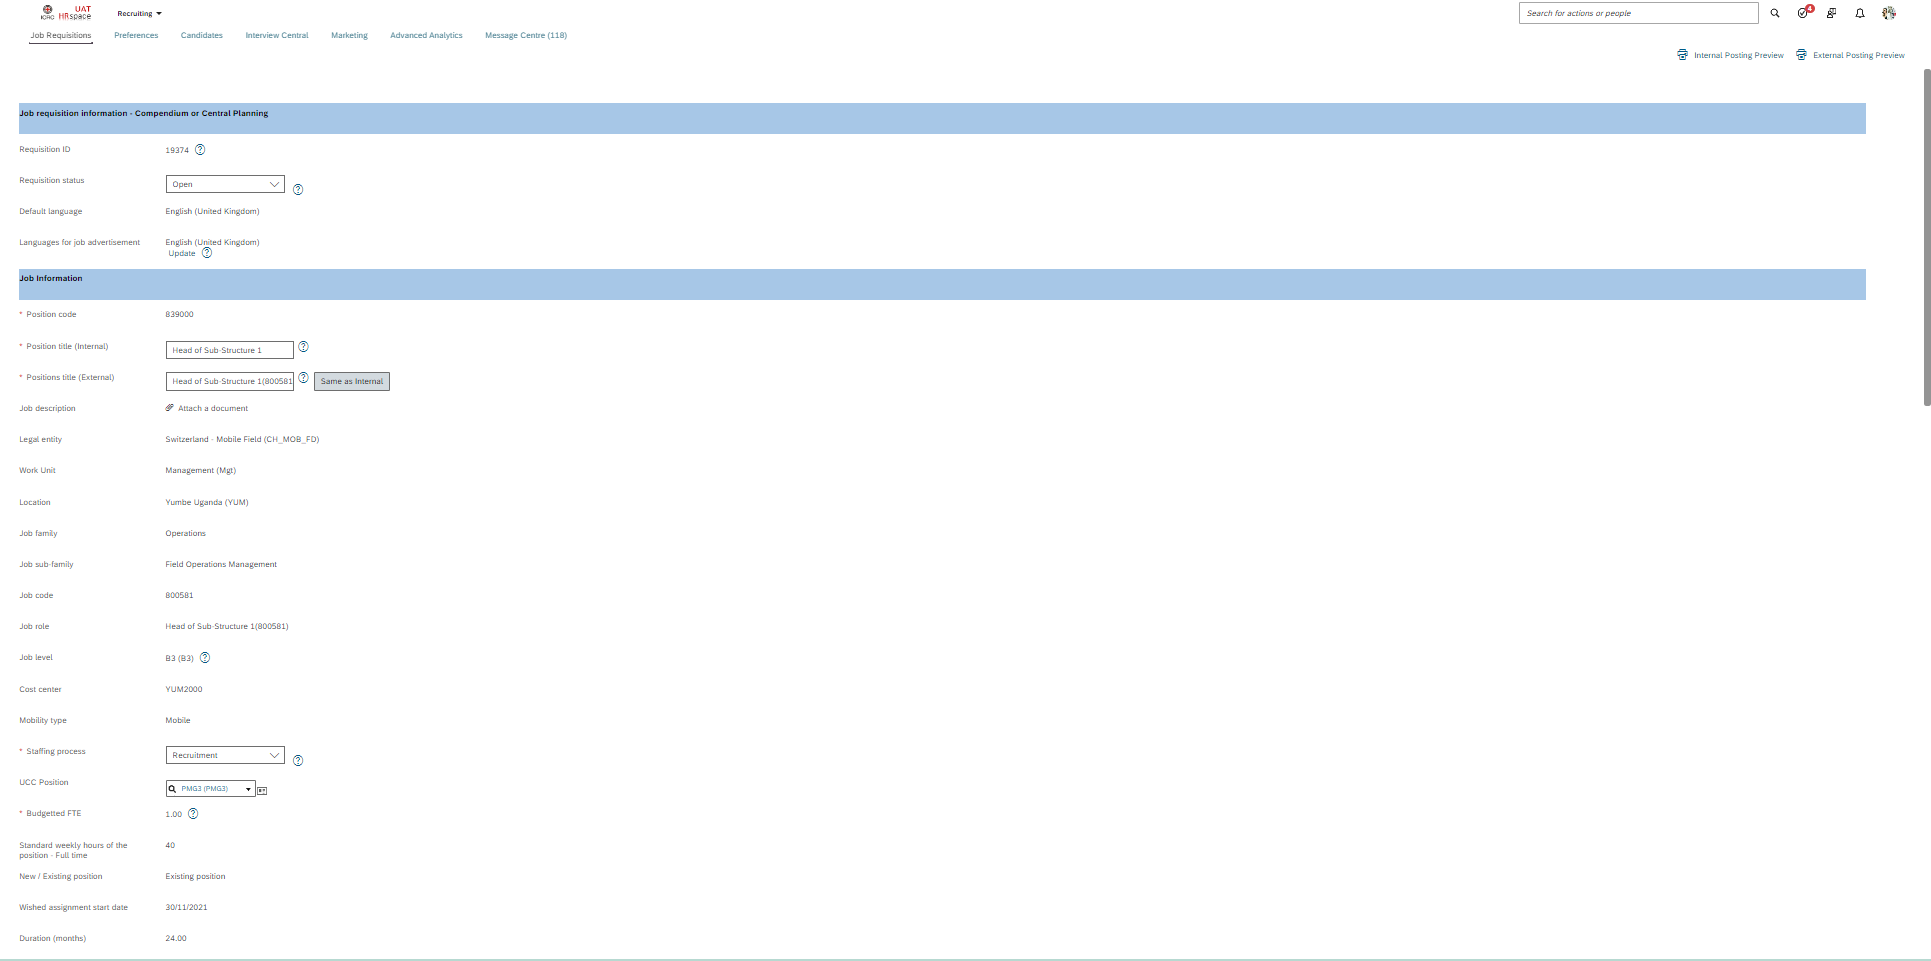 ICRC UAT HRspace Recruiting Search for actions or people 4
Job Requisitions Preferences Candidates Interview Central Marketing Advanced Analytics Message Centre (118)
Internal Posting Preview External Posting Preview
Job requisition information - Compendium or Central Planning
Requisition ID 19374 ?
Requisition status Open ?
Default language English (United Kingdom)
Languages for job advertisement English (United Kingdom)
Update ?
Job Information
* Position code 839000
* Position title (Internal) Head of Sub-Structure 1 ?
* Positions title (External) Head of Sub-Structure 1(800581 ? Same as Internal
Job description Attach a document
Legal entity Switzerland - Mobile Field (CH_MOB_FD)
Work Unit Management (Mgt)
Location Yumbe Uganda (YUM)
Job family Operations
Job sub-family Field Operations Management
Job code 800581
Job role Head of Sub-Structure 1(800581)
Job level B3 (B3) ?
Cost center YUM2000
Mobility type Mobile
* Staffing process Recruitment ?
UCC Position PMG3 (PMG3)
* Budgetted FTE 1.00 ?
Standard weekly hours of the 40
position - Full time
New / Existing position Existing position
Wished assignment start date 30/11/2021
Duration (months) 24.00